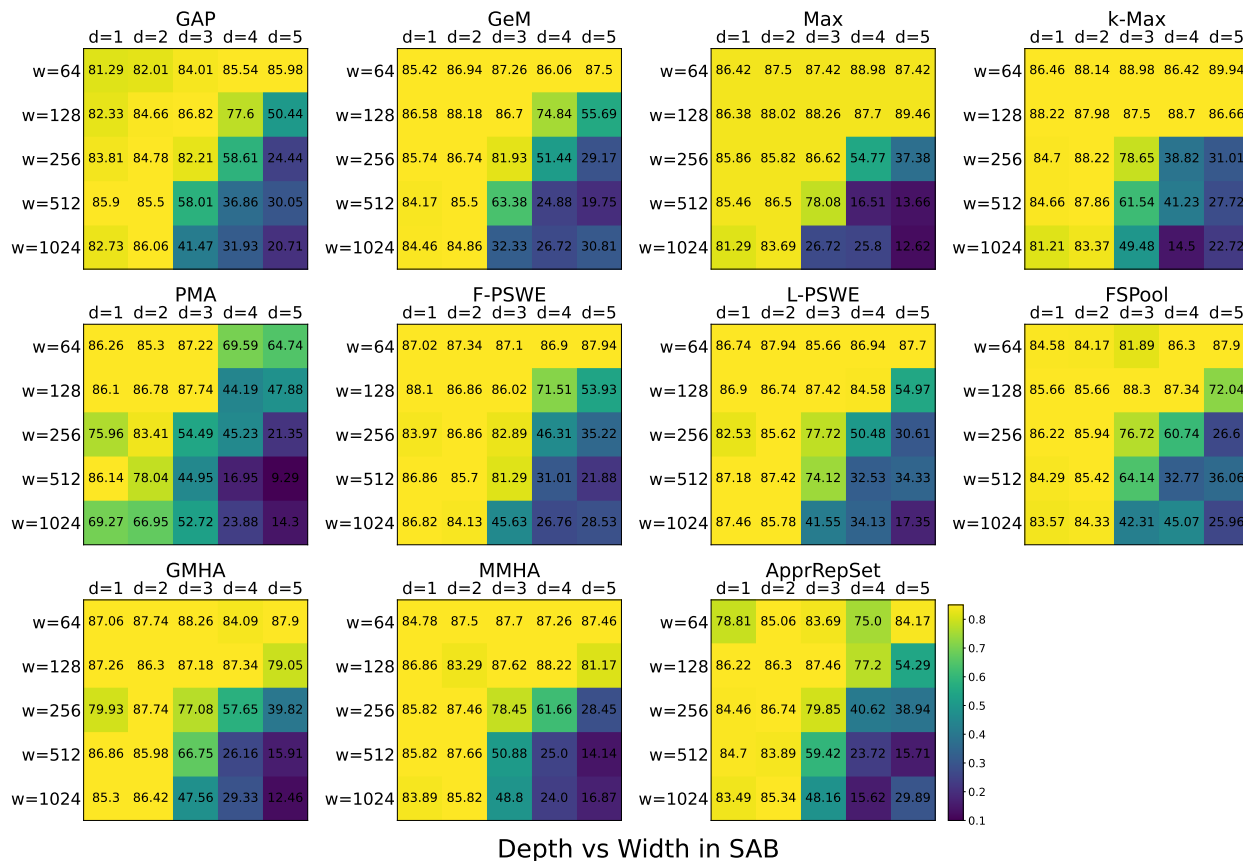 GAP GeM Max k-Max
d=1 d=2 d=3 d=4 d=5 d=1 d=2 d=3 d=4 d=5 d=1 d=2 d=3 d=4 d=5 d=1 d=2 d=3 d=4 d=5
w=64 81.29 82.01 84.01 85.54 85.98 w=64 85.42 86.94 87.26 86.06 87.5 w=64 86.42 87.5 87.42 88.98 87.42 w=64 86.46 88.14 88.98 86.42 89.94
w=128 82.33 84.66 86.82 77.6 50.44 w=128 86.58 88.18 86.7 74.84 55.69 w=128 86.38 88.02 88.26 87.7 89.46 w=128 88.22 87.98 87.5 88.7 86.66
w=256 83.81 84.78 82.21 58.61 24.44 w=256 85.74 86.74 81.93 51.44 29.17 w=256 85.86 85.82 86.62 54.77 37.38 w=256 84.7 88.22 78.65 38.82 31.01
w=512 85.9 85.5 58.01 36.86 30.05 w=512 84.17 85.5 63.38 24.88 19.75 w=512 85.46 86.5 78.08 16.51 13.66 w=512 84.66 87.86 61.54 41.23 27.72
w=1024 82.73 86.06 41.47 31.93 20.71 w=1024 84.46 84.86 32.33 26.72 30.81 w=1024 81.29 83.69 26.72 25.8 12.62 w=1024 81.21 83.37 49.48 14.5 22.72
PMA F-PSWE L-PSWE FSPool
d=1 d=2 d=3 d=4 d=5 d=1 d=2 d=3 d=4 d=5 d=1 d=2 d=3 d=4 d=5 d=1 d=2 d=3 d=4 d=5
w=64 86.26 85.3 87.22 69.59 64.74 w=64 87.02 87.34 87.1 86.9 87.94 w=64 86.74 87.94 85.66 86.94 87.7 w=64 84.58 84.17 81.89 86.3 87.9
w=128 86.1 86.78 87.74 44.19 47.88 w=128 88.1 86.86 86.02 71.51 53.93 w=128 86.9 86.74 87.42 84.58 54.97 w=128 85.66 85.66 88.3 87.34 72.04
w=256 75.96 83.41 54.49 45.23 21.35 w=256 83.97 86.86 82.89 46.31 35.22 w=256 82.53 85.62 77.72 50.48 30.61 w=256 86.22 85.94 76.72 60.74 26.6
w=512 86.14 78.04 44.95 16.95 9.29 w=512 86.86 85.7 81.29 31.01 21.88 w=512 87.18 87.42 74.12 32.53 34.33 w=512 84.29 85.42 64.14 32.77 36.06
w=1024 69.27 66.95 52.72 23.88 14.3 w=1024 86.82 84.13 45.63 26.76 28.53 w=1024 87.46 85.78 41.55 34.13 17.35 w=1024 83.57 84.33 42.31 45.07 25.96
GMHA MMHA ApprRepSet
d=1 d=2 d=3 d=4 d=5 d=1 d=2 d=3 d=4 d=5 d=1 d=2 d=3 d=4 d=5
w=64 87.06 87.74 88.26 84.09 87.9 w=64 84.78 87.5 87.7 87.26 87.46 w=64 78.81 85.06 83.69 75.0 84.17 0.8
w=128 87.26 86.3 87.18 87.34 79.05 w=128 86.86 83.29 87.62 88.22 81.17 w=128 86.22 86.3 87.46 77.2 54.29 0.7
0.6
w=256 79.93 87.74 77.08 57.65 39.82 w=256 85.82 87.46 78.45 61.66 28.45 w=256 84.46 86.74 79.85 40.62 38.94 0.5
0.4
w=512 86.86 85.98 66.75 26.16 15.91 w=512 85.82 87.66 50.88 25.0 14.14 w=512 84.7 83.89 59.42 23.72 15.71 0.3
w=1024 85.3 86.42 47.56 29.33 12.46 w=1024 83.89 85.82 48.8 24.0 16.87 w=1024 83.49 85.34 48.16 15.62 29.89 0.2
0.1
Depth vs Width in SAB